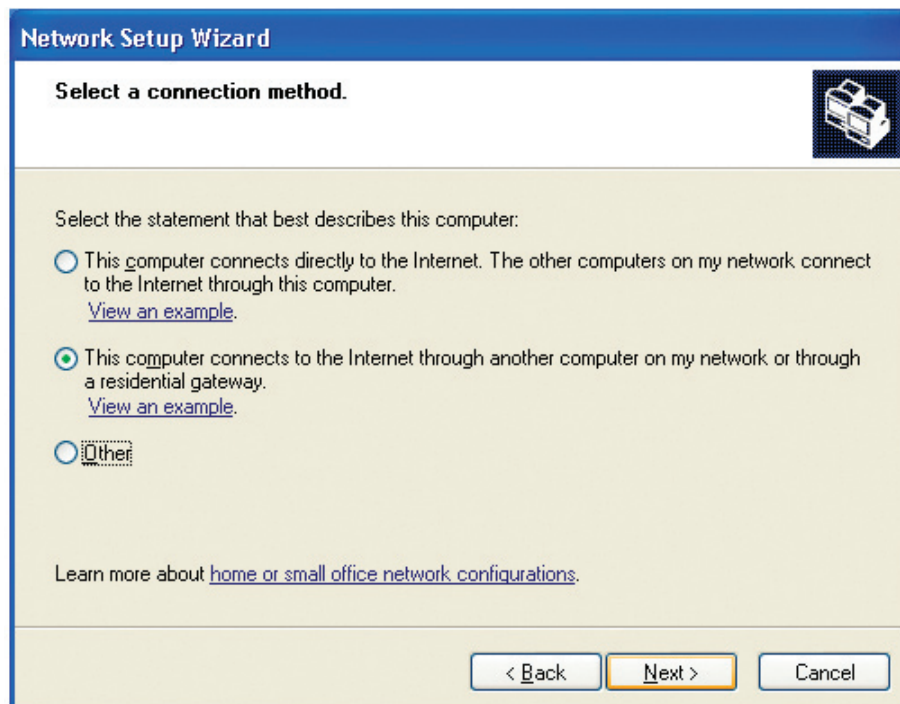 Network Setup Wizard
Select a connection method.
Select the statement that best describes this computer:
This computer connects directly to the Internet. The other computers on my network connect
to the Internet through this computer.
View an example.
This computer connects to the Internet through another computer on my network or through
a residential gateway.
View an example.
Other
Learn more about home or small office network configurations.
< Back
Next >
Cancel